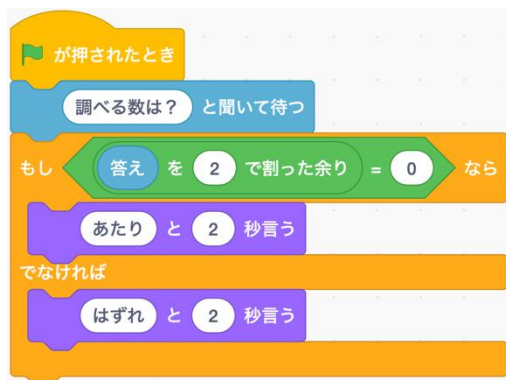 が押されたとき
調べる数は? と聞いて待つ
もし 答え を 2 で割った余り = 0 なら
あたり と 2 秒言う
でなければ
はずれ と 2 秒言う